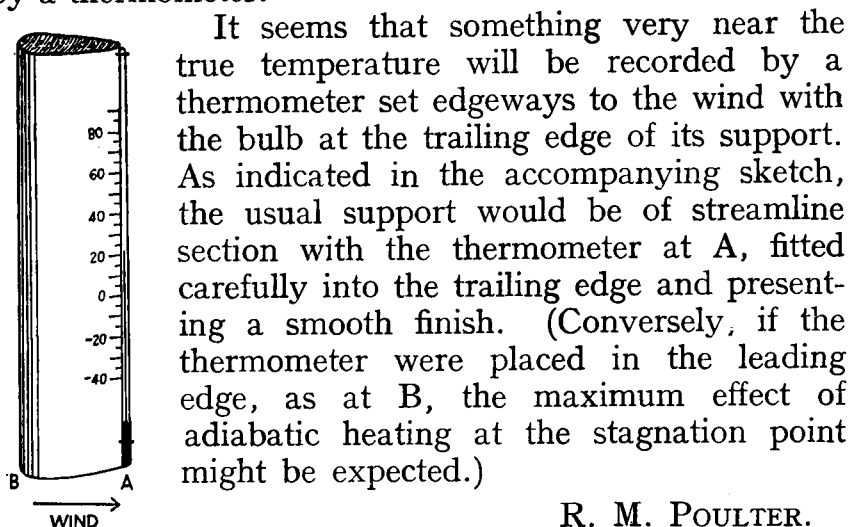 by a thermometer.
It seems that something very near the
true temperature will be recorded by a
thermometer set edgeways to the wind with
the bulb at the trailing edge of its support.
As indicated in the accompanying sketch,
the usual support would be of streamline
section with the thermometer at A, fitted
carefully into the trailing edge and present-
ing a smooth finish. (Conversely, if the
thermometer were placed in the leading
edge, as at B, the maximum effect of
adiabatic heating at the stagnation point
might be expected.)
R. M. POULTER.
80
60
40
20
0
-20
-40
B A
WIND